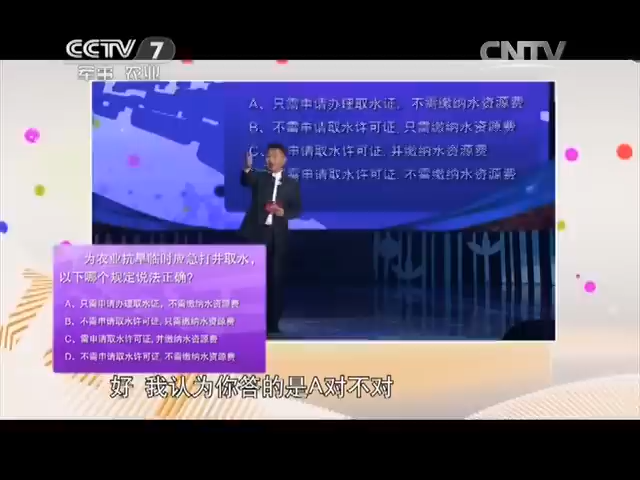 CCTV 7
军事 农业
CNTV
A、只需申请办理取水证，不需缴纳水资源费
B、不需申请取水许可证,只需缴纳水资源费
C、 申请取水许可证,并缴纳水资源费
需申请取水许可证,不需缴纳水资源费
为农业抗旱临时应急打井取水，
以下哪个规定说法正确?
A、只需申请办理取水证，不需缴纳水资源费
B、不需申请取水许可证,只需缴纳水资源费
C、需申请取水许可证,并缴纳水资源费
D、不需申请取水许可证,不需缴纳水资源费
好 我认为你答的是A对不对